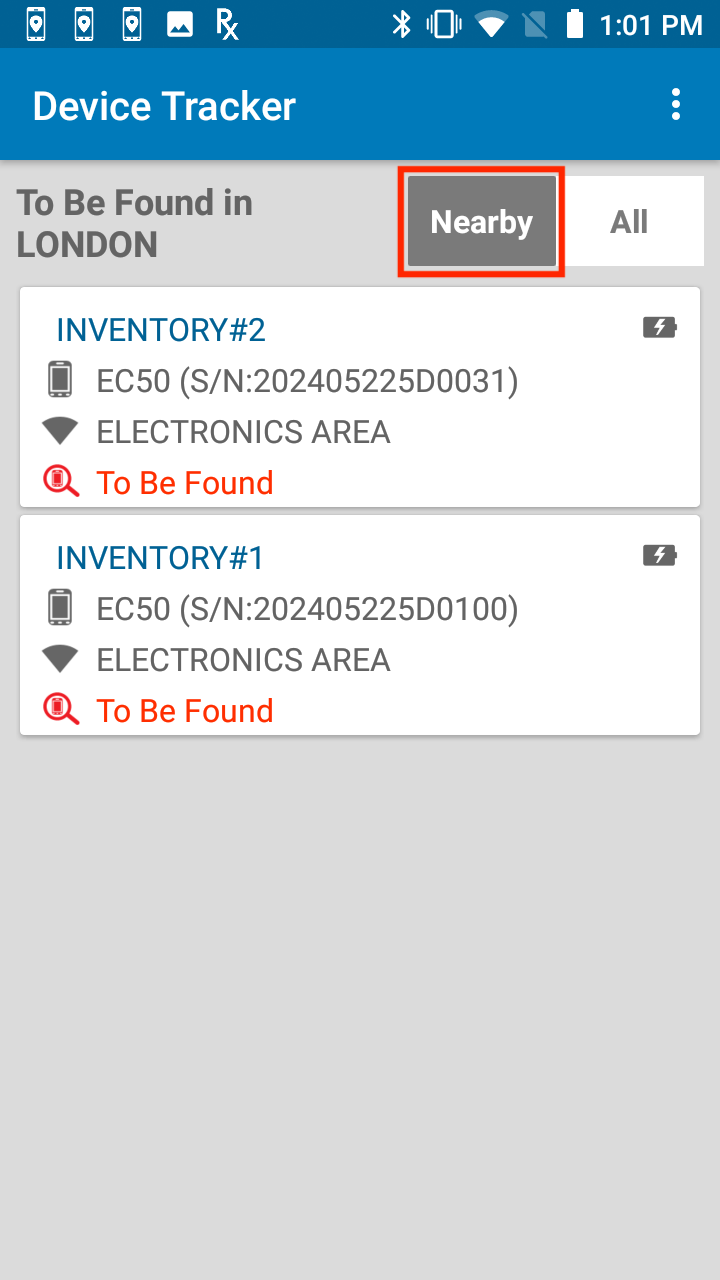 1:01 PM
Device Tracker
To Be Found in
LONDON
Nearby
All
INVENTORY#2
EC50 (S/N:202405225D0031)
ELECTRONICS AREA
To Be Found
INVENTORY#1
EC50 (S/N:202405225D0100)
ELECTRONICS AREA
To Be Found